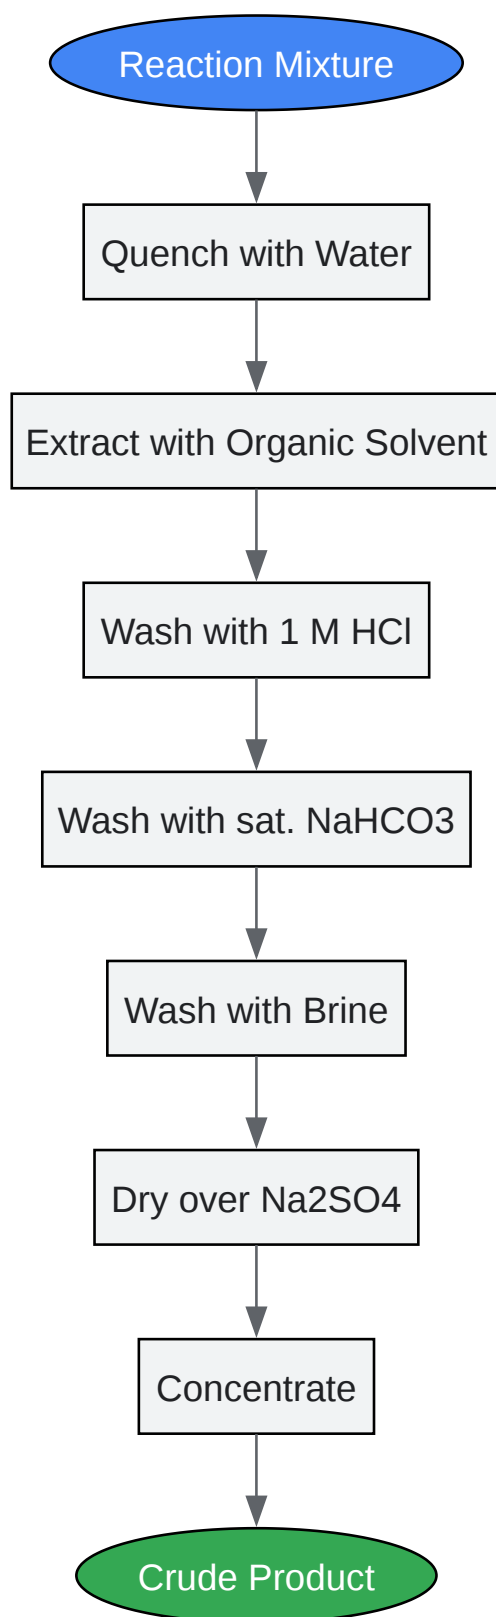 Reaction Mixture
Quench with Water
Extract with Organic Solvent
Wash with 1 M HCl
Wash with sat. NaHCO3
Wash with Brine
Dry over Na2SO4
Concentrate
Crude Product